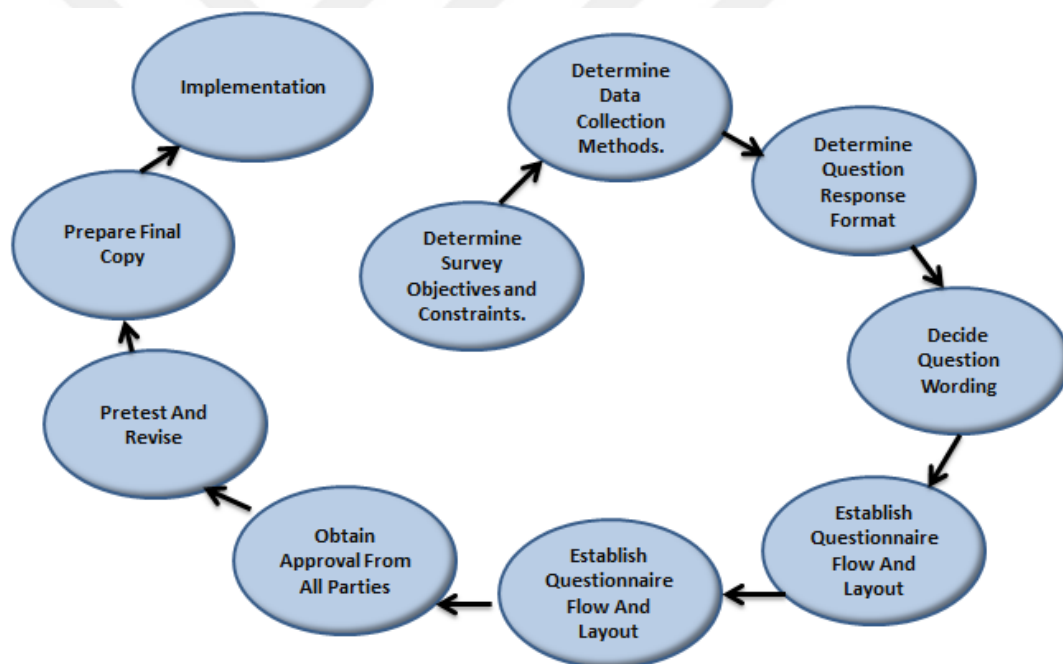 Determine
Survey
Objectives and
Constraints.
Determine
Data
Collection
Methods.
Determine
Question
Response
Format
Decide
Question
Wording
Establish
Questionnaire
Flow And
Layout
Establish
Questionnaire
Flow And
Layout
Obtain
Approval From
All Parties
Pretest And
Revise
Prepare Final
Copy
Implementation